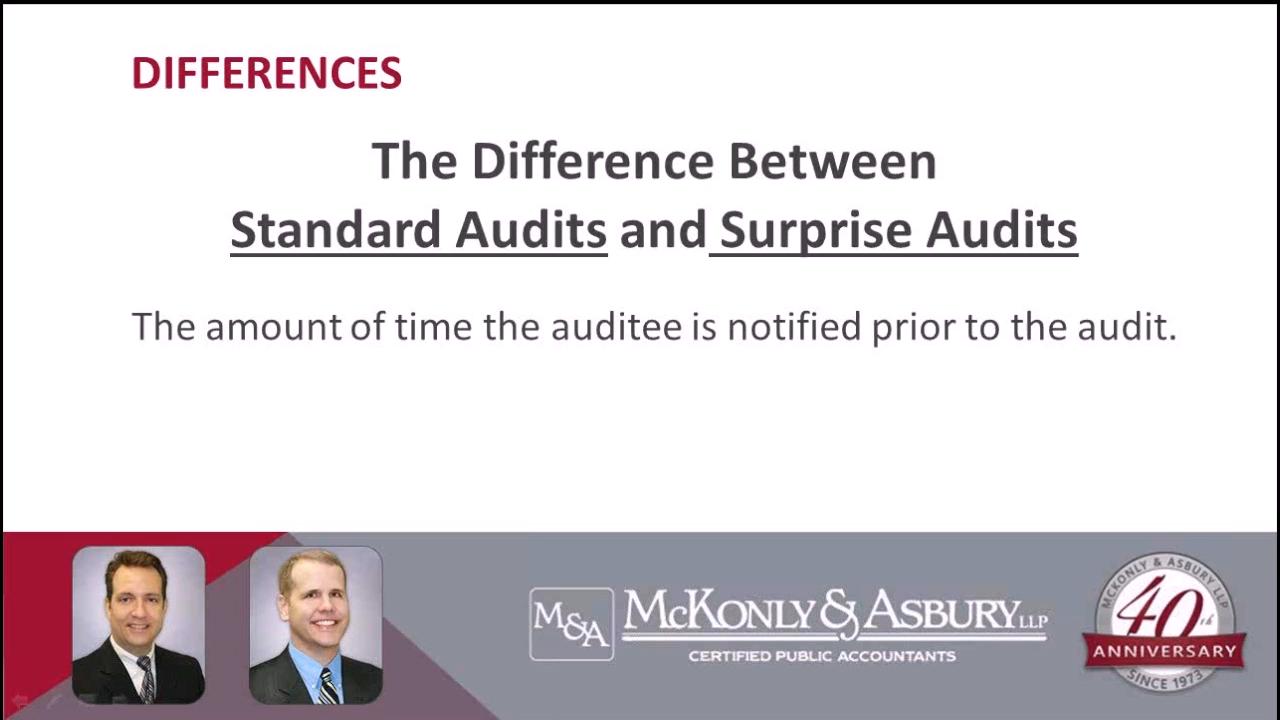 DIFFERENCES
The Difference Between
Standard Audits and Surprise Audits
The amount of time the auditee is notified prior to the audit.
M&A
McKonly & Asbury LLP
CERTIFIED PUBLIC ACCOUNTANTS
MCKONLY & ASBURY LLP
40th
ANNIVERSARY
SINCE 1973